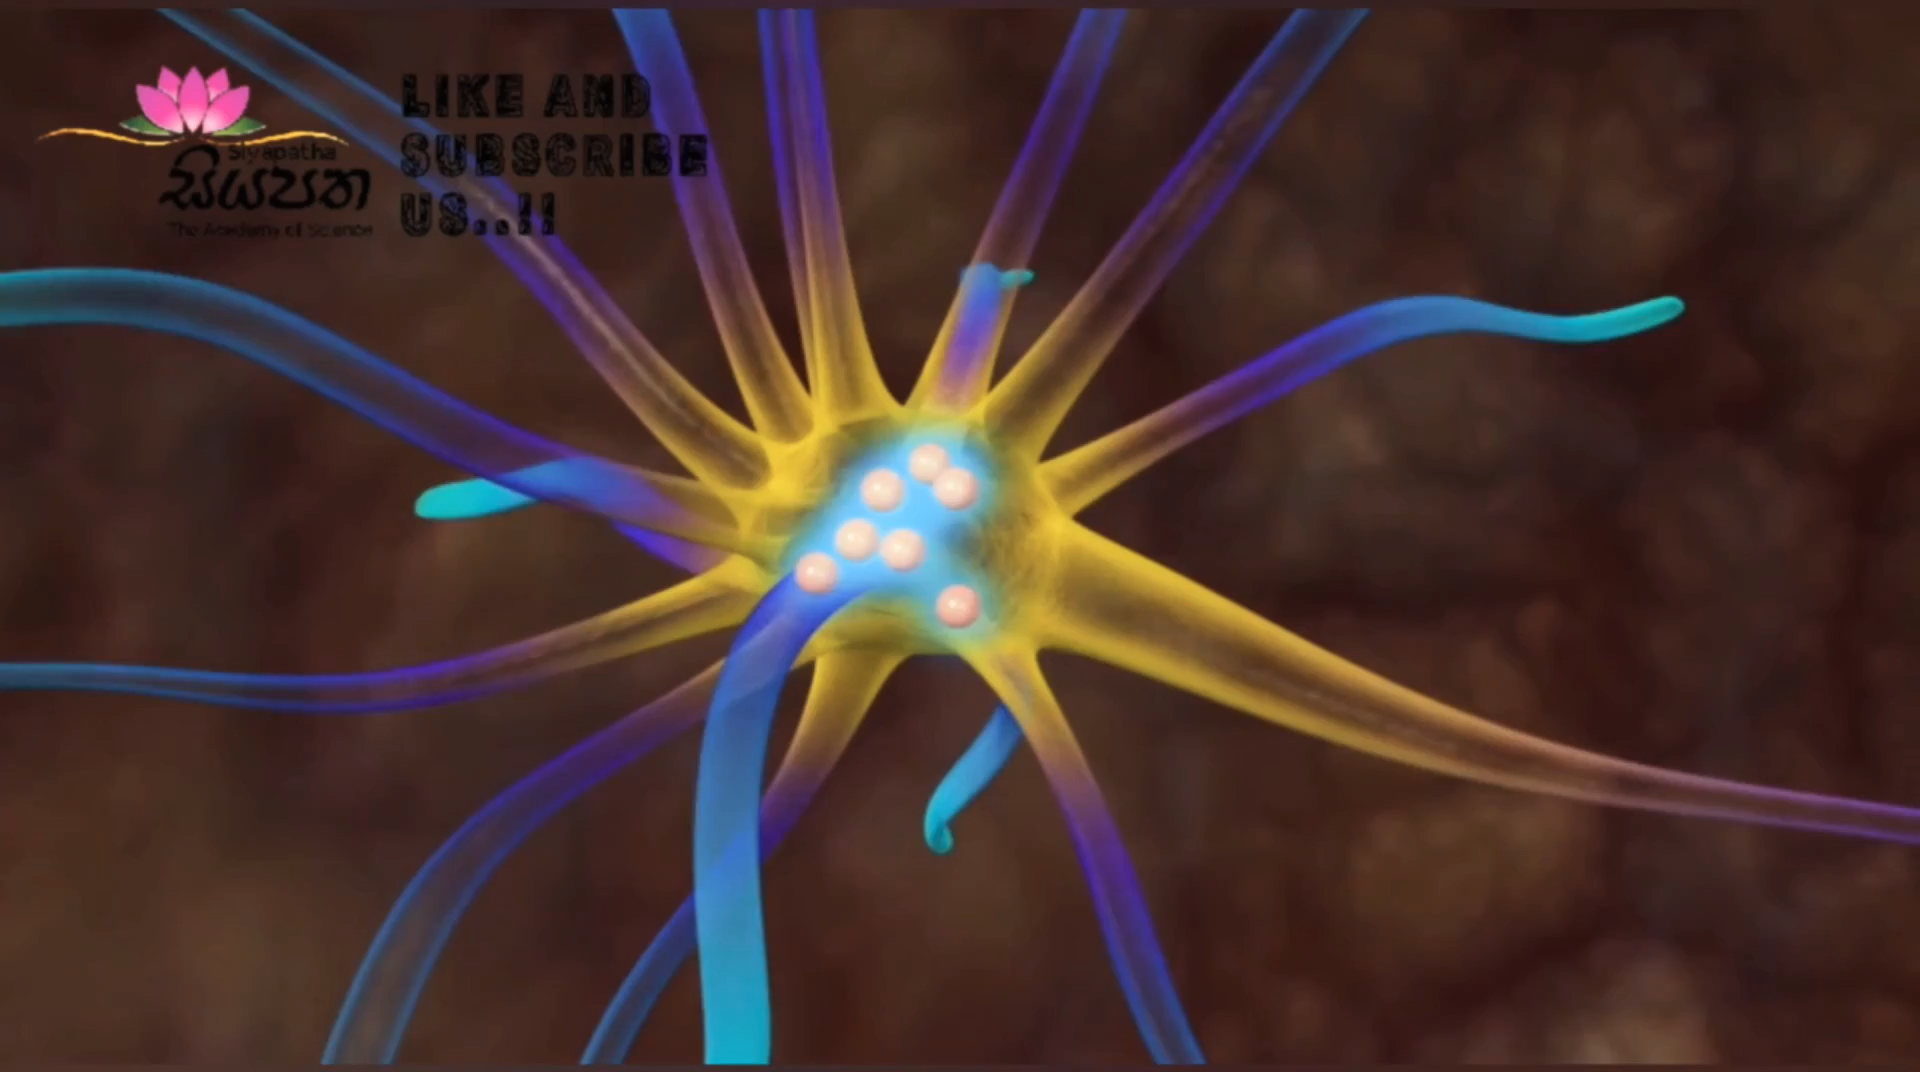 Siyapatha
සියපත
The Academy of Science
LIKE AND
SUBSCRIBE
US..!!